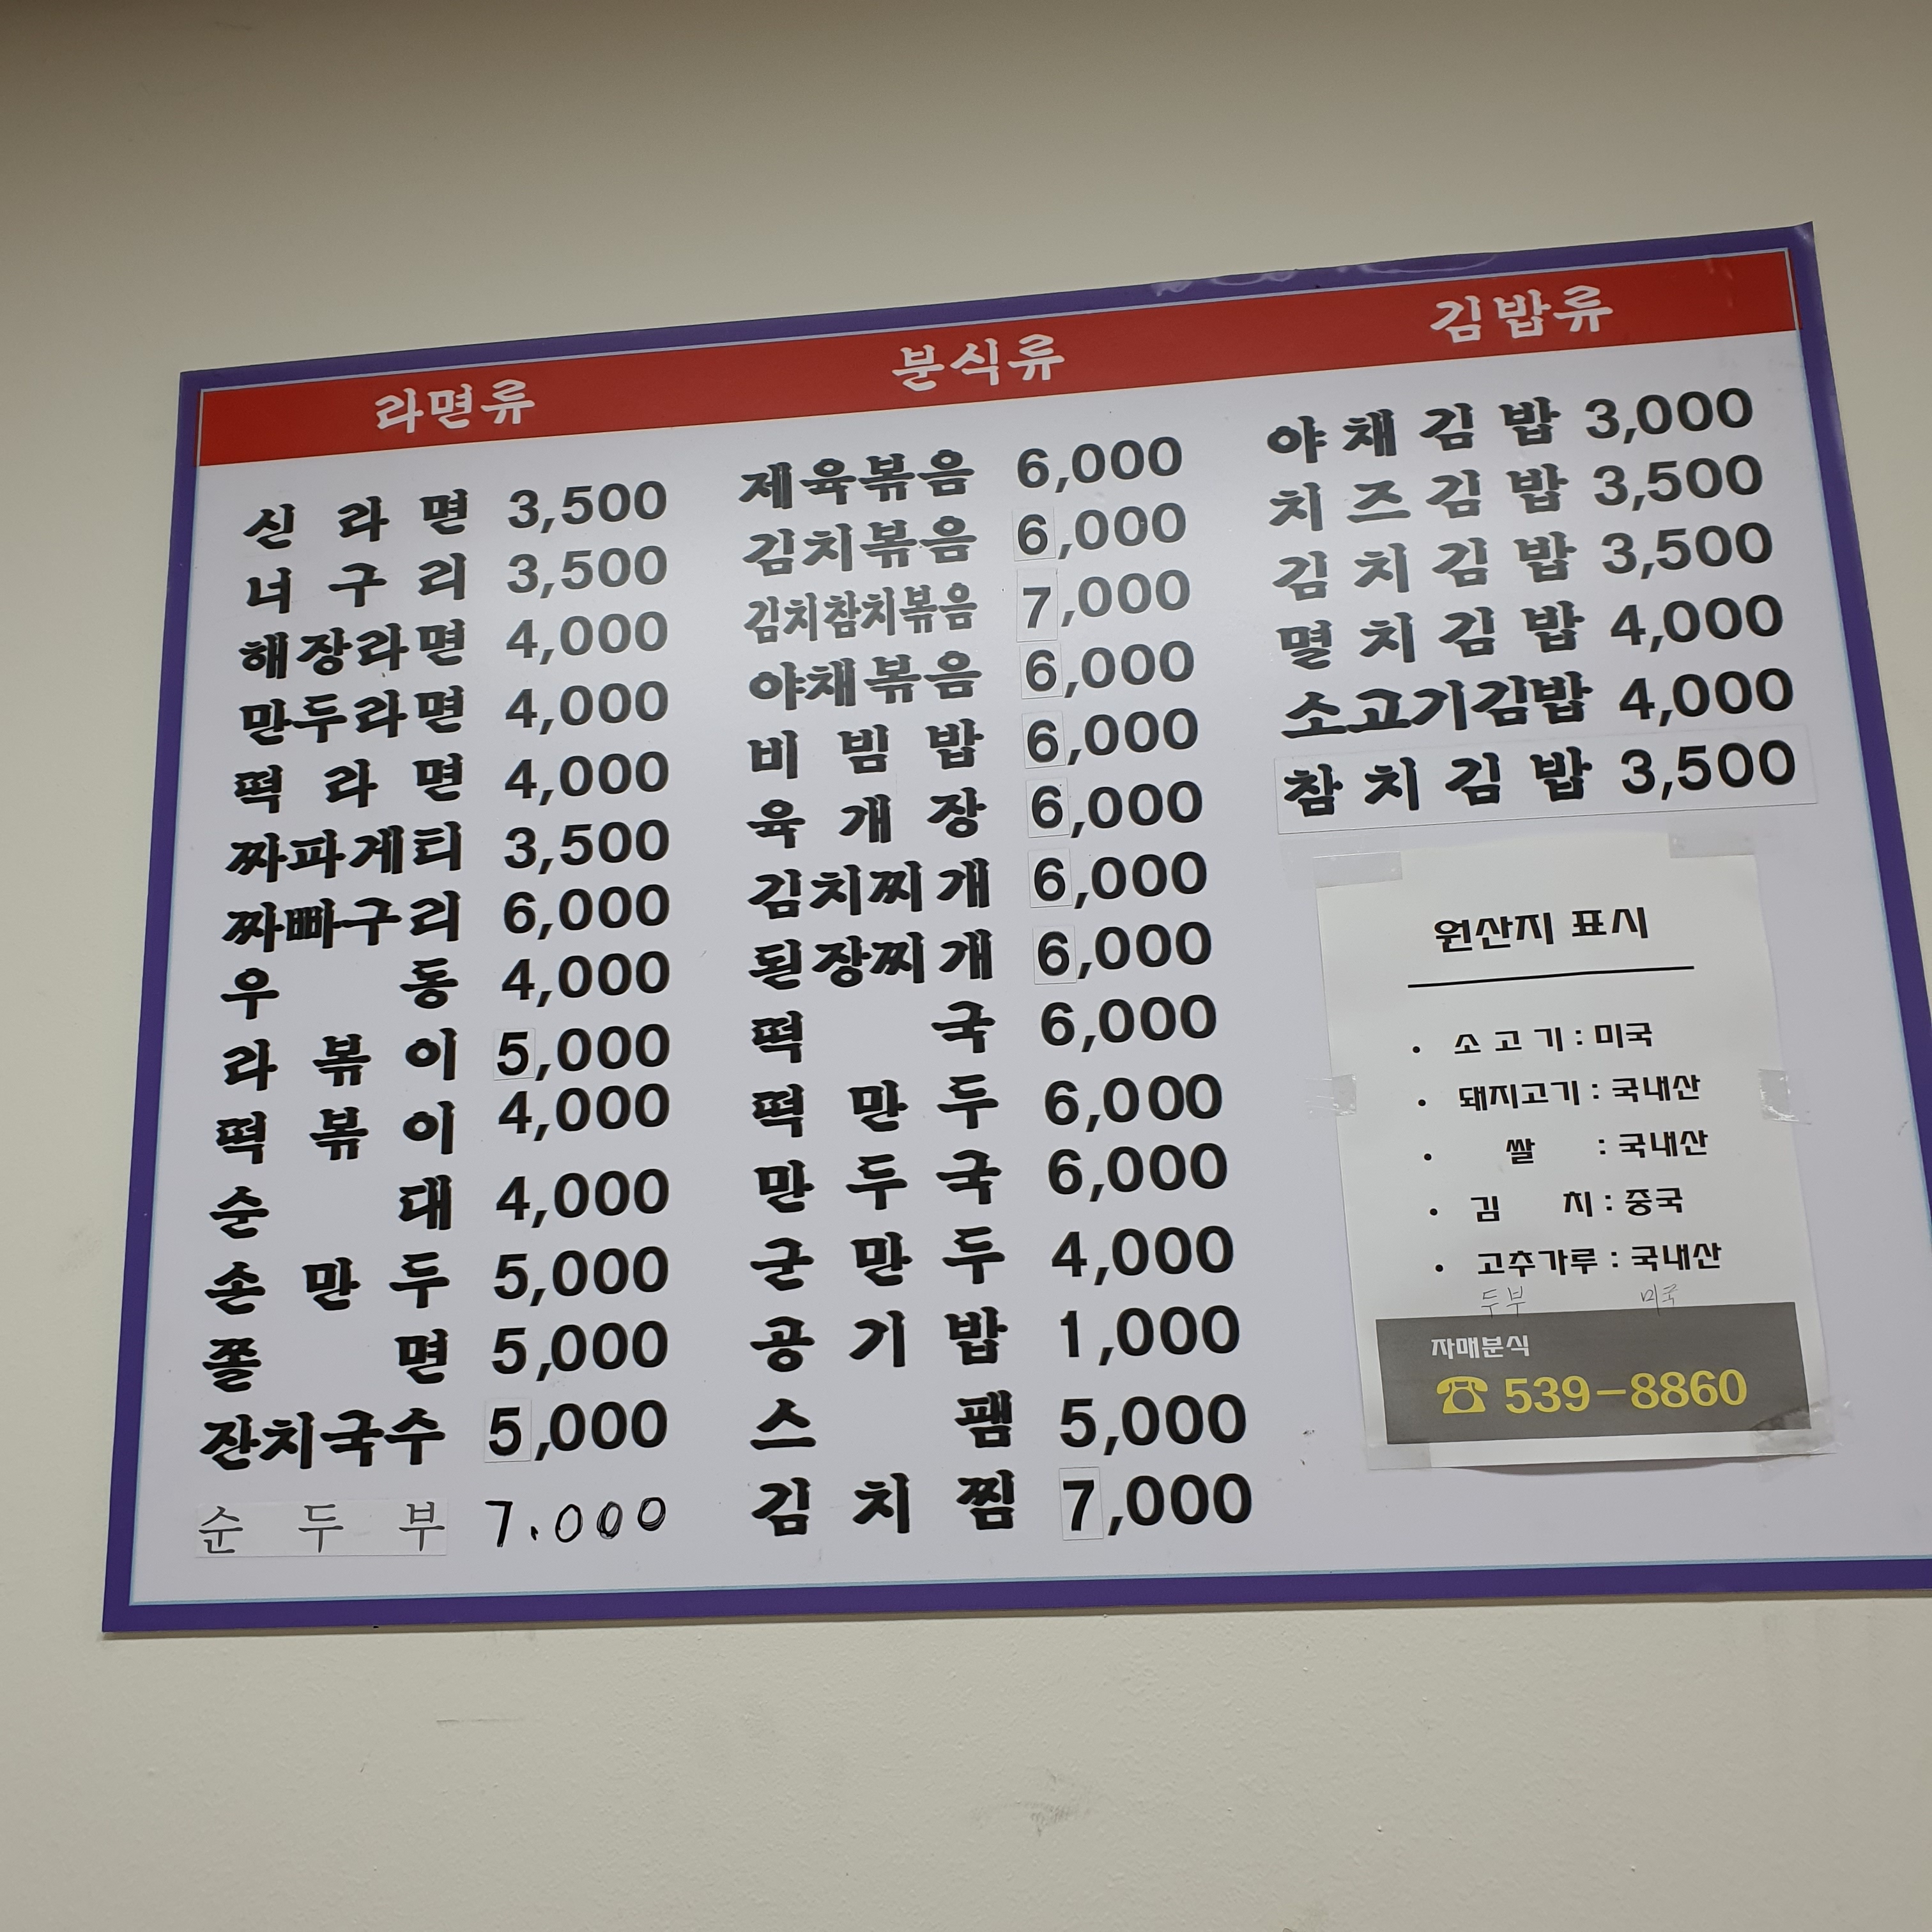 라면류
신라면 3,500
너구리 3,500
해장라면 4,000
만두라면 4,000
떡라면 4,000
짜파게티 3,500
짜빠구리 6,000
우동 4,000
라볶이 5,000
떡볶이 4,000
순대 4,000
손만두 5,000
쫄면 5,000
잔치국수 5,000
순두부 7.000
분식류
제육볶음 6,000
김치볶음 6,000
김치참치볶음 7,000
야채볶음 6,000
비빔밥 6,000
육개장 6,000
김치찌개 6,000
된장찌개 6,000
떡국 6,000
떡만두 6,000
만두국 6,000
군만두 4,000
공기밥 1,000
스팸 5,000
김치찜 7,000
김밥류
야채김밥 3,000
치즈김밥 3,500
김치김밥 3,500
멸치김밥 4,000
소고기김밥 4,000
참치김밥 3,500
원산지 표시
• 소고기 : 미국
• 돼지고기 : 국내산
• 쌀 : 국내산
• 김치 : 중국
• 고추가루 : 국내산
두부 미국
자매분식
☎ 539-8860